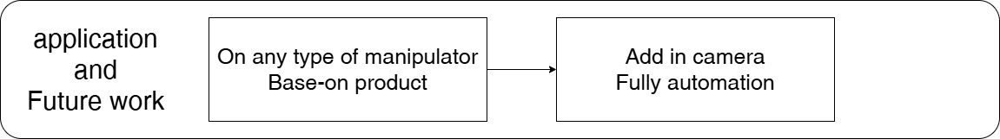 application
and
Future work
On any type of manipulator
Base-on product
Add in camera
Fully automation